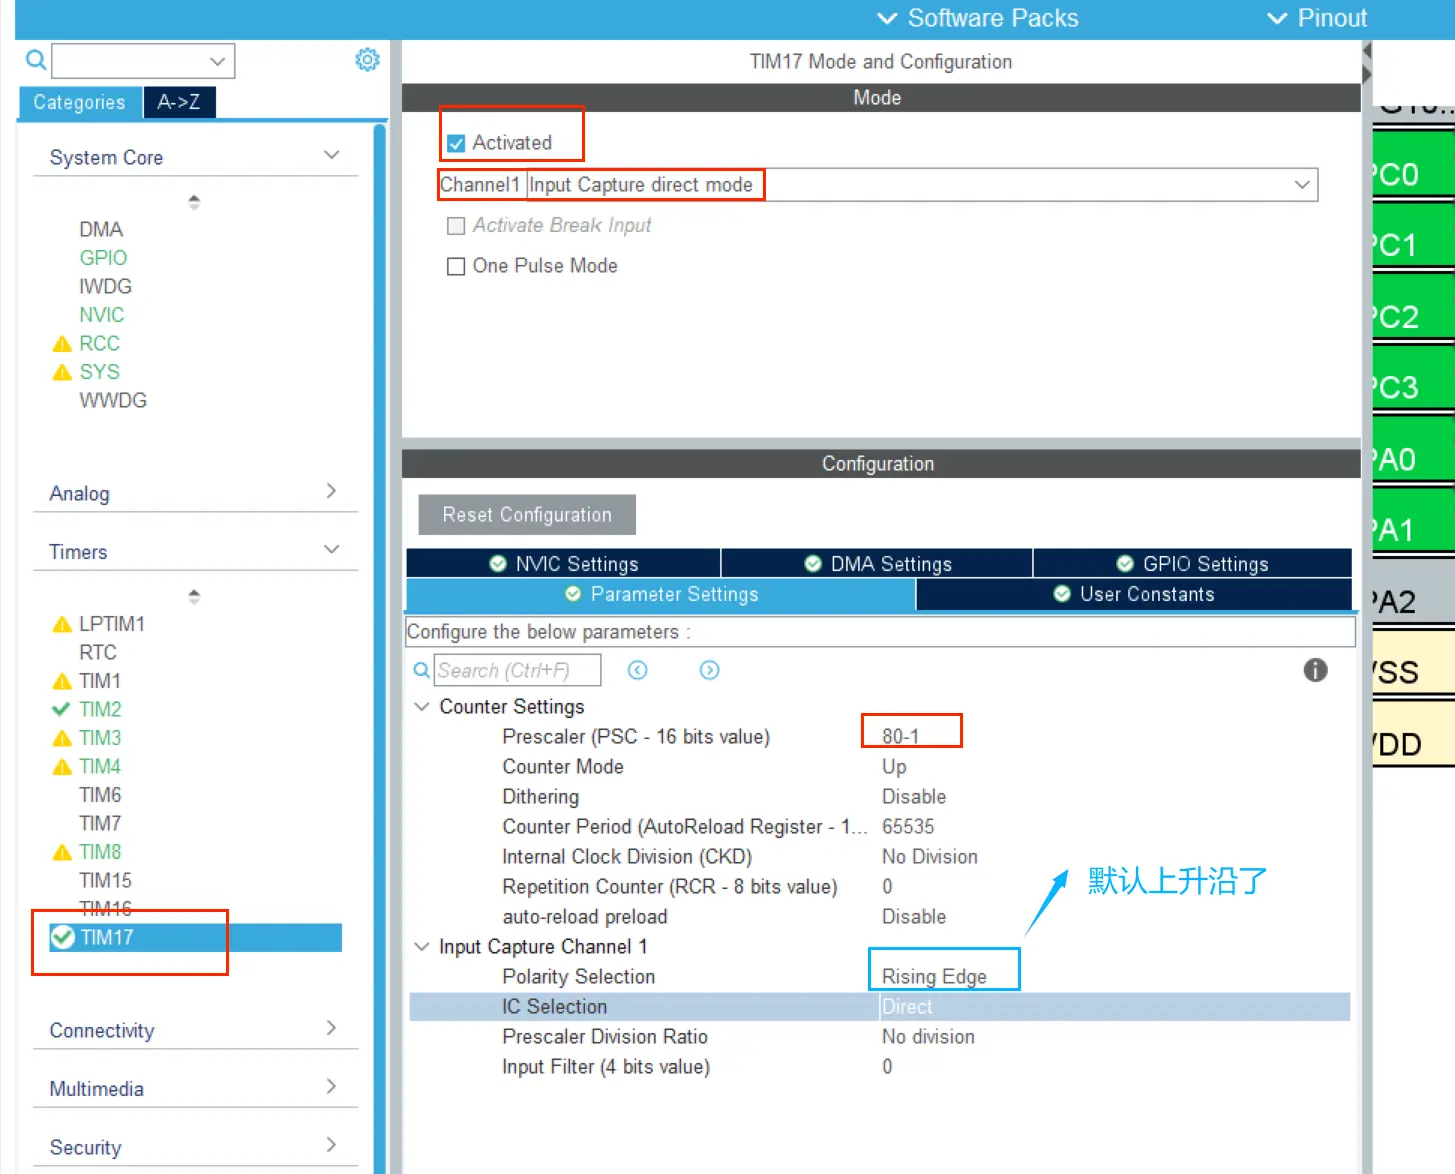 Software Packs
Pinout
Categories
A->Z
System Core
DMA
GPIO
IWDG
NVIC
RCC
SYS
WWDG
Analog
Timers
LPTIM1
RTC
TIM1
TIM2
TIM3
TIM4
TIM6
TIM7
TIM8
TIM15
TIM16
TIM17
Connectivity
Multimedia
Security
TIM17 Mode and Configuration
Mode
Activated
Channel1 Input Capture direct mode
Activate Break Input
One Pulse Mode
Configuration
Reset Configuration
NVIC Settings
DMA Settings
GPIO Settings
Parameter Settings
User Constants
Configure the below parameters :
Search (Ctrl+F)
Counter Settings
Prescaler (PSC - 16 bits value) 80-1
Counter Mode Up
Dithering Disable
Counter Period (AutoReload Register - 1... 65535
Internal Clock Division (CKD) No Division
Repetition Counter (RCR - 8 bits value) 0
auto-reload preload Disable
Input Capture Channel 1
Polarity Selection Rising Edge
IC Selection Direct
Prescaler Division Ratio No division
Input Filter (4 bits value) 0
默认上升沿了
PC0
PC1
PC2
PC3
PA0
PA1
PA2
VSS
VDD